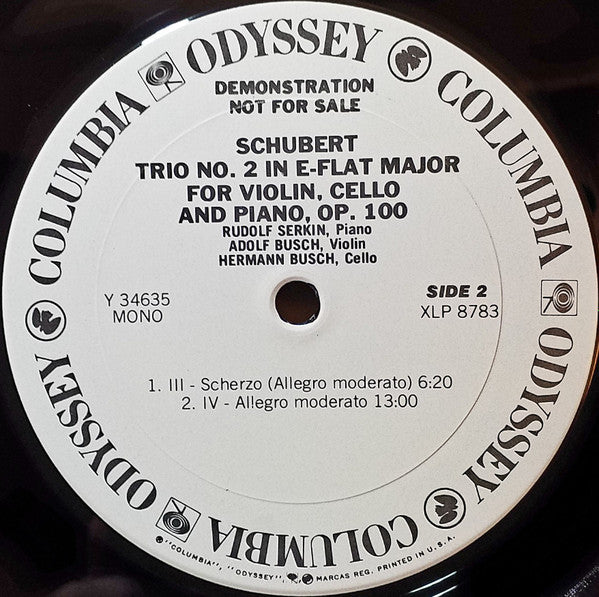 COLUMBIA ODYSSEY COLUMBIA ODYSSEY COLUMBIA ODYSSEY
DEMONSTRATION
NOT FOR SALE
SCHUBERT
TRIO NO. 2 IN E-FLAT MAJOR
FOR VIOLIN, CELLO
AND PIANO, OP. 100
RUDOLF SERKIN, Piano
ADOLF BUSCH, Violin
HERMANN BUSCH, Cello
Y 34635
MONO
SIDE 2
XLP 8783
1. III - Scherzo (Allegro moderato) 6:20
2. IV - Allegro moderato 13:00
"COLUMBIA", "ODYSSEY", MARCAS REG. PRINTED IN U.S.A.